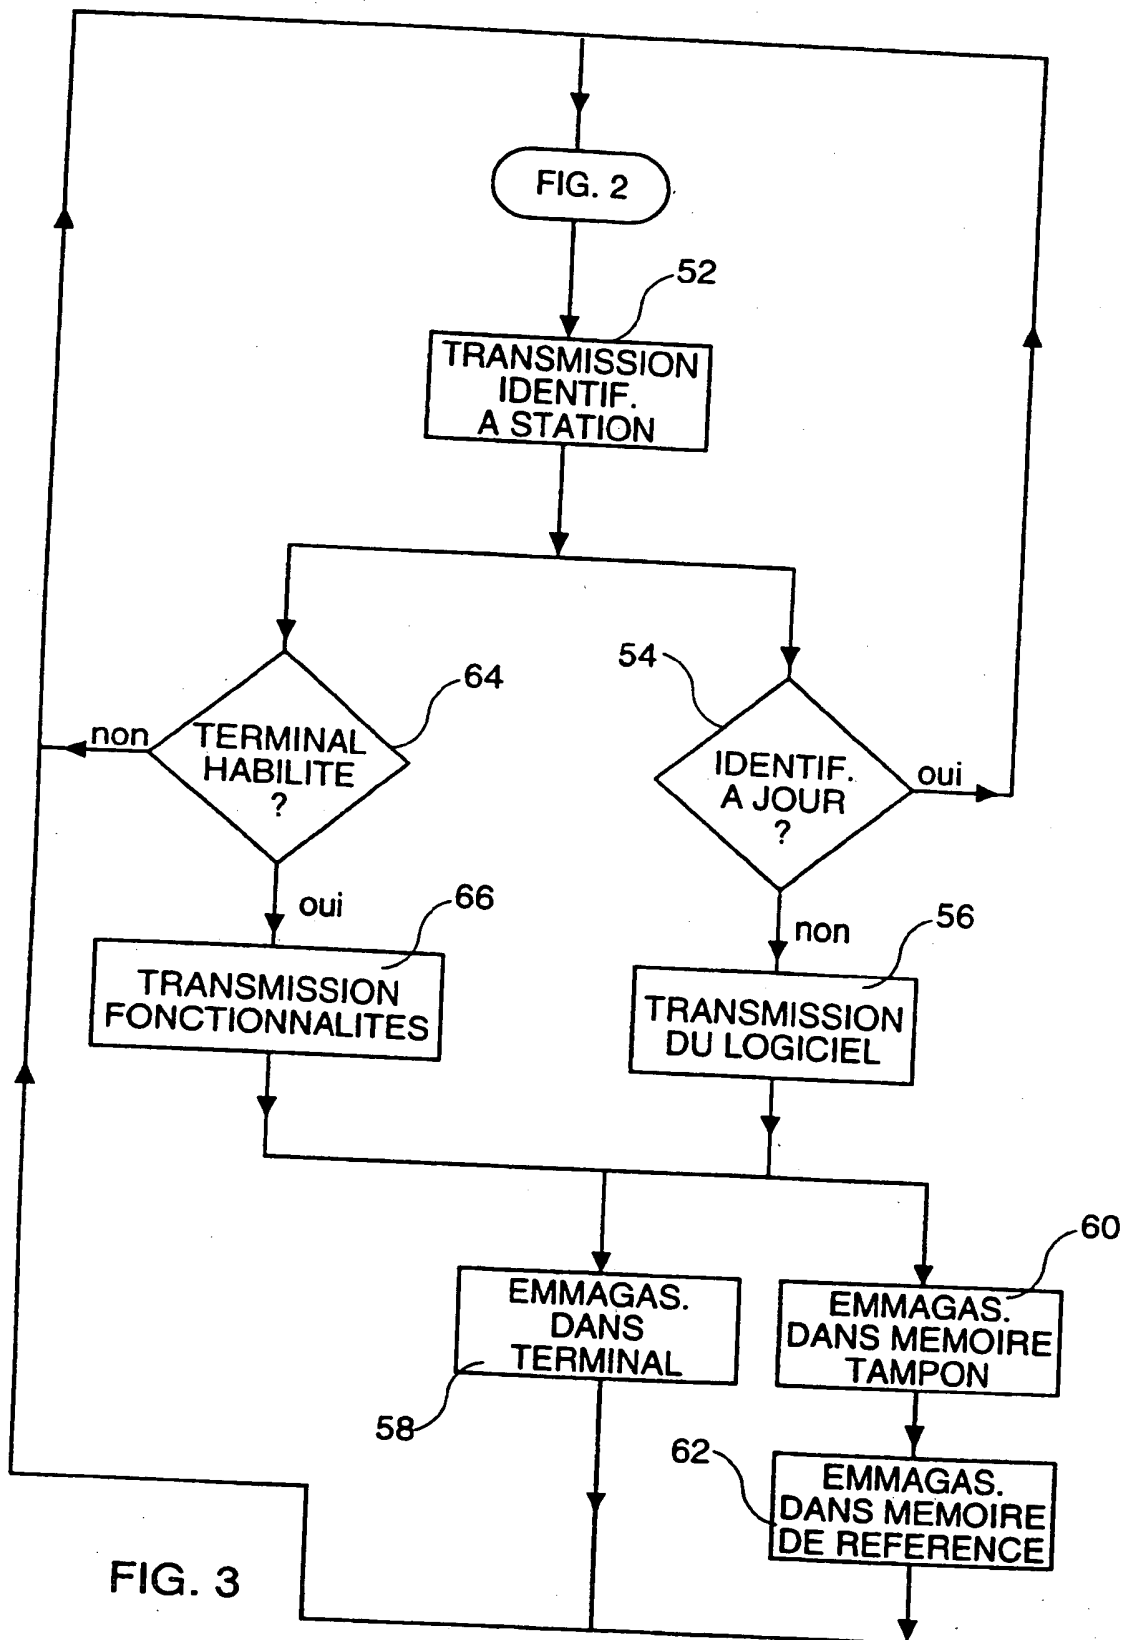 FIG. 2
52
TRANSMISSION
IDENTIF.
A STATION
64
54
non
TERMINAL
HABILITE
?
IDENTIF.
A JOUR
?
oui
oui
66
non
56
TRANSMISSION
FONCTIONNALITES
TRANSMISSION
DU LOGICIEL
60
EMMAGAS.
DANS
TERMINAL
58
EMMAGAS.
DANS MEMOIRE
TAMPON
62
EMMAGAS.
DANS MEMOIRE
DE REFERENCE
FIG. 3